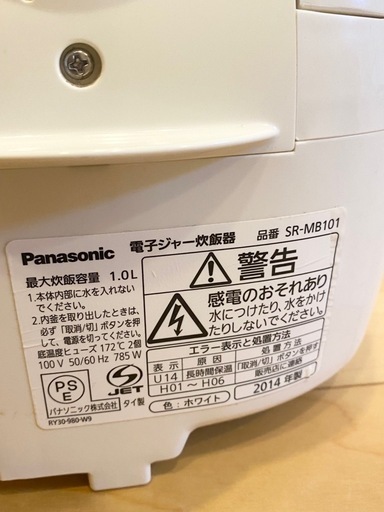 Panasonic 電子ジャー炊飯器 品番 SR-MB101
最大炊飯容量 1.0L
1.本体内部に水を入れない
でください。
2.内釜を取り出したときは、
必ず「取消/切」ボタンを押
して、電源を切ってください。
底温度ヒューズ172℃ 2個
100V 50/60Hz 785W
PSE
JET
パナソニック株式会社 タイ製
RY30-980-W9
警告
感電のおそれあり
水につけたり、水をかけ
たりしないでください
エラー表示と処置方法
表示 原因 処置方法
U14 長時間保温 「取消/切」ボタンを押す
H01～H06 販売店に連絡
色:ホワイト 2014年製